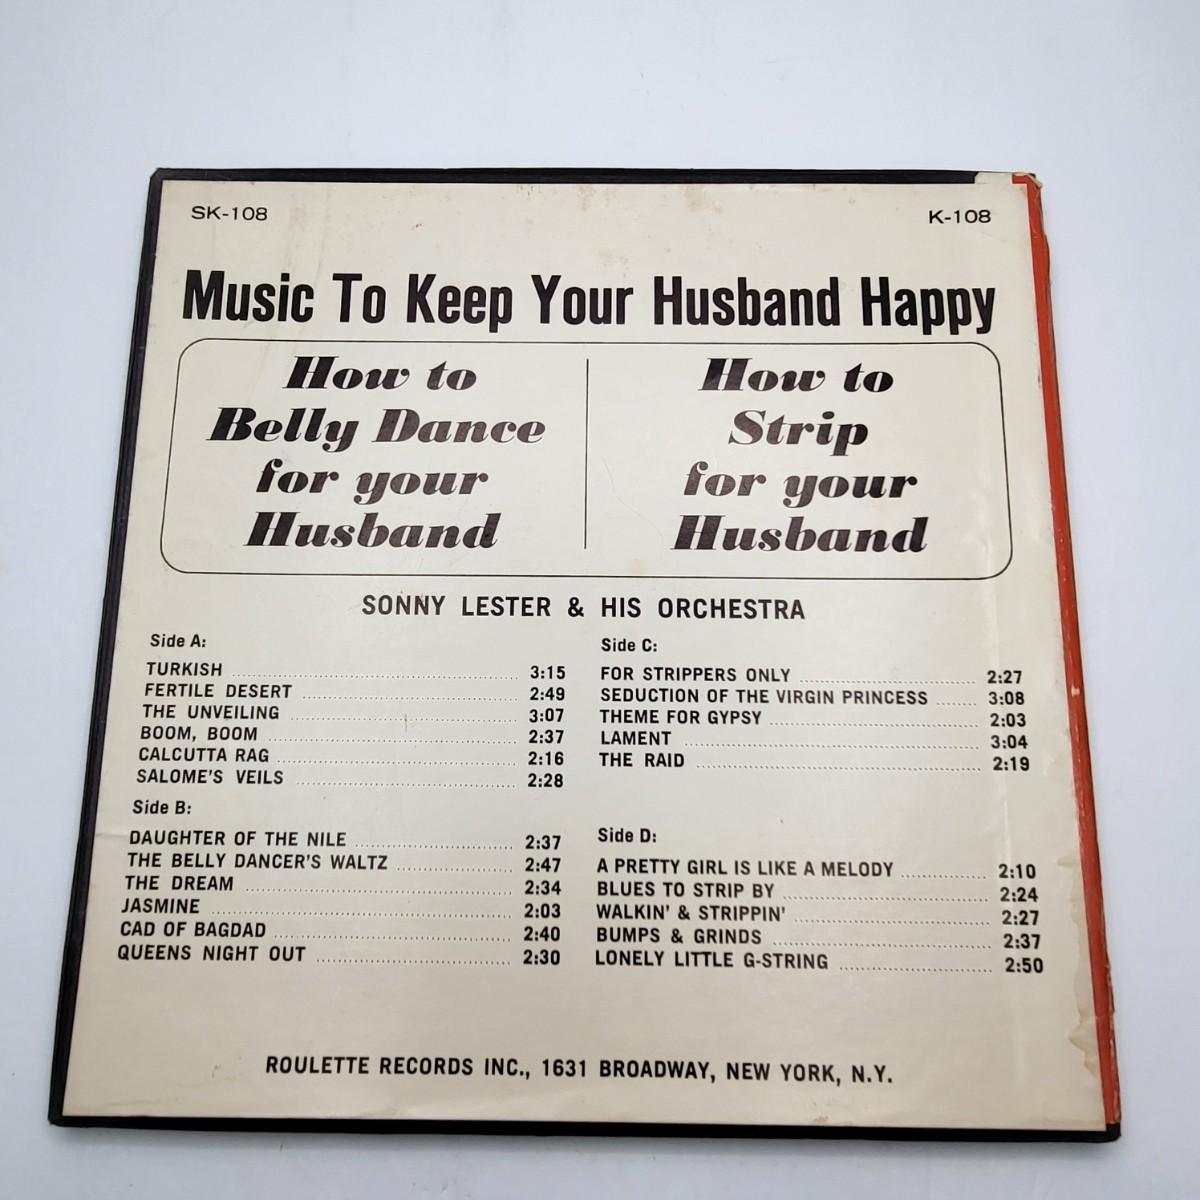 SK-108
K-108
Music To Keep Your Husband Happy
How to
Belly Dance
for your
Husband
How to
Strip
for your
Husband
SONNY LESTER & HIS ORCHESTRA
Side A:
TURKISH 3:15
FERTILE DESERT 2:49
THE UNVEILING 3:07
BOOM, BOOM 2:37
CALCUTTA RAG 2:16
SALOME'S VEILS 2:28
Side B:
DAUGHTER OF THE NILE 2:37
THE BELLY DANCER'S WALTZ 2:47
THE DREAM 2:34
JASMINE 2:03
CAD OF BAGDAD 2:40
QUEENS NIGHT OUT 2:30
Side C:
FOR STRIPPERS ONLY 2:27
SEDUCTION OF THE VIRGIN PRINCESS 3:08
THEME FOR GYPSY 2:03
LAMENT 3:04
THE RAID 2:19
Side D:
A PRETTY GIRL IS LIKE A MELODY 2:10
BLUES TO STRIP BY 2:24
WALKIN' & STRIPPIN' 2:27
BUMPS & GRINDS 2:37
LONELY LITTLE G-STRING 2:50
ROULETTE RECORDS INC., 1631 BROADWAY, NEW YORK, N.Y.